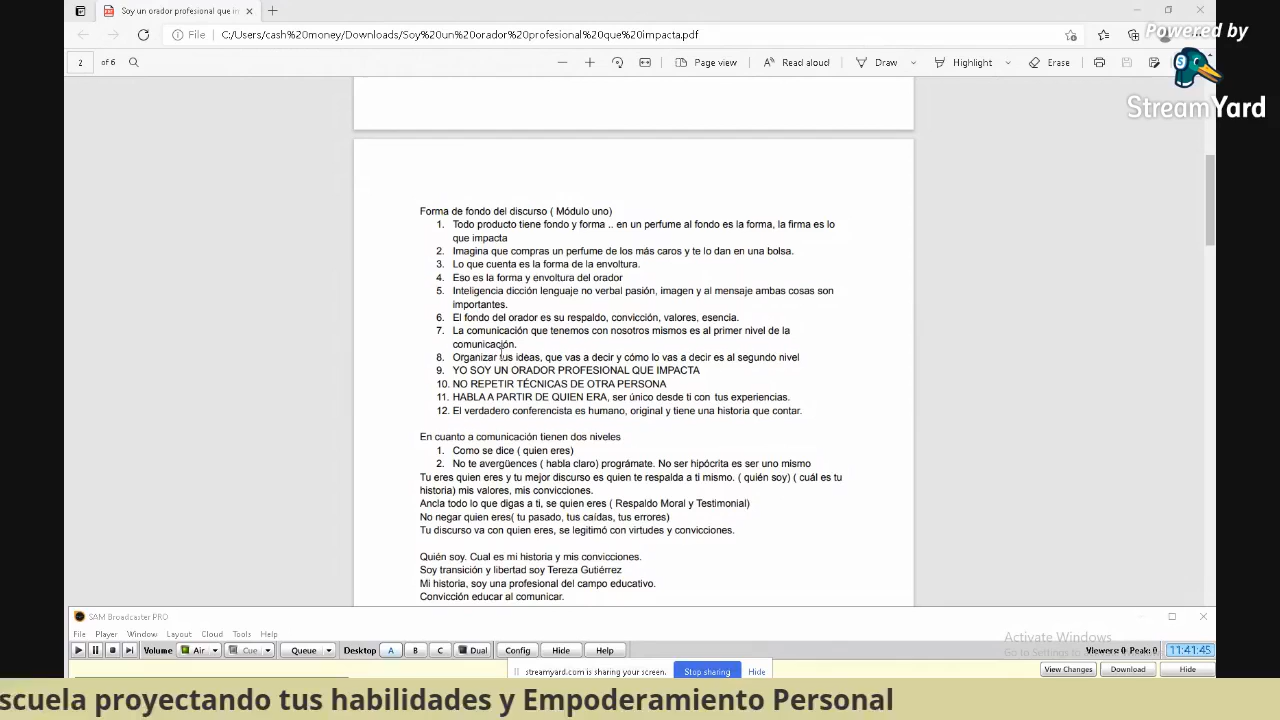 Soy un orador profesional que im
Powered by
StreamYard
File
C:/Users/cash%20money/Downloads/Soy%20un%20orador%20profesional%20que%20impacta.pdf
2 of 6
Page view
Read aloud
Draw
Highlight
Erase
Forma de fondo del discurso ( Módulo uno)
1. Todo producto tiene fondo y forma .. en un perfume al fondo es la forma, la firma es lo
que impacta
2. Imagina que compras un perfume de los más caros y te lo dan en una bolsa.
3. Lo que cuenta es la forma de la envoltura.
4. Eso es la forma y envoltura del orador
5. Inteligencia dicción lenguaje no verbal pasión, imagen y al mensaje ambas cosas son
importantes.
6. El fondo del orador es su respaldo, convicción, valores, esencia.
7. La comunicación que tenemos con nosotros mismos es al primer nivel de la
comunicación.
8. Organizar tus ideas, que vas a decir y cómo lo vas a decir es al segundo nivel
9. YO SOY UN ORADOR PROFESIONAL QUE IMPACTA
10. NO REPETIR TÉCNICAS DE OTRA PERSONA
11. HABLA A PARTIR DE QUIEN ERA, ser único desde ti con tus experiencias.
12. El verdadero conferencista es humano, original y tiene una historia que contar.
En cuanto a comunicación tienen dos niveles
1. Como se dice ( quien eres)
2. No te avergünces ( habla claro) prográmate. No ser hipócrita es ser uno mismo
Tu eres quien eres y tu mejor discurso es quien te respalda a ti mismo. ( quién soy) ( cuál es tu
historia) mis valores, mis convicciones.
Ancla todo lo que digas a ti, se quien eres ( Respaldo Moral y Testimonial)
No negar quien eres( tu pasado, tus caídas, tus errores)
Tu discurso va con quien eres, se legitimó con virtudes y convicciones.
Quién soy. Cual es mi historia y mis convicciones.
Soy transición y libertad soy Tereza Gutiérrez
Mi historia, soy una profesional del campo educativo.
Convicción educar al comunicar.
SAM Broadcaster PRO
File Player Window Layout Cloud Tools Help
Volume Air Cue Queue Desktop A B C Dual Config Hide Help
Activate Windows
Go to Settings to
Viewers: 0 Peak: 0
11:41:45
streamyard.com is sharing your screen.
Stop sharing
Hide
View Changes
Download
Hide
scuela proyectando tus habilidades y Empoderamiento Personal